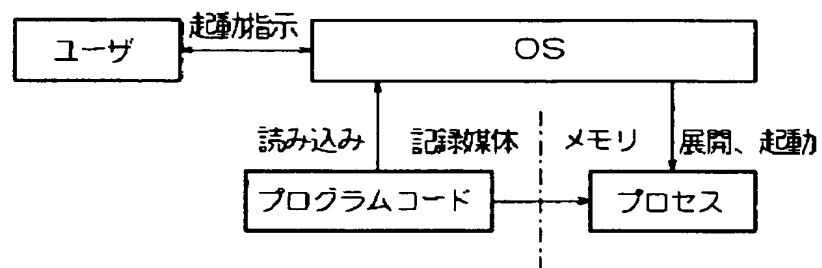 起動指示
ユーザ
OS
読み込み
記録媒体
メモリ
展開、起動
プログラムコード
プロセス